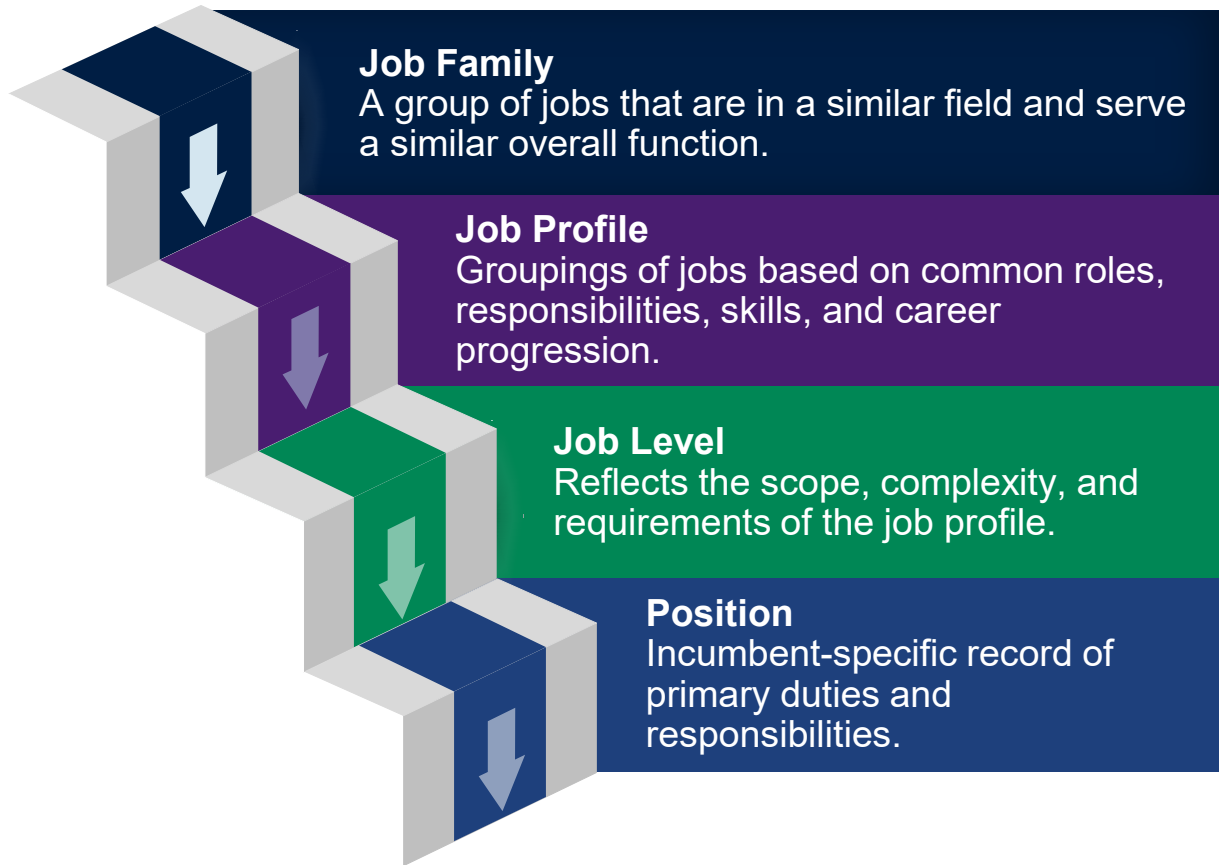 Job Family
A group of jobs that are in a similar field and serve
a similar overall function.
Job Profile
Groupings of jobs based on common roles,
responsibilities, skills, and career
progression.
Job Level
Reflects the scope, complexity, and
requirements of the job profile.
Position
Incumbent-specific record of
primary duties and
responsibilities.